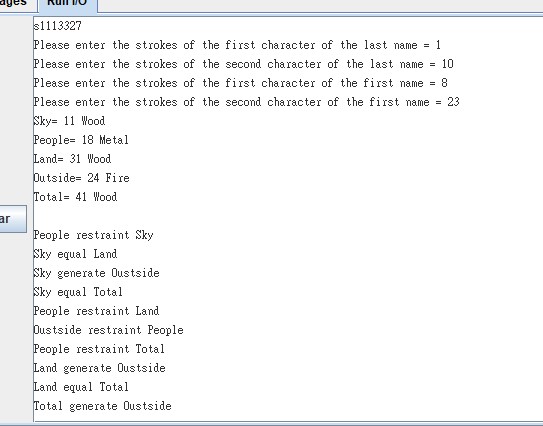 ages
Run I/O
s1113327
Please enter the strokes of the first character of the last name = 1
Please enter the strokes of the second character of the last name = 10
Please enter the strokes of the first character of the first name = 8
Please enter the strokes of the second character of the first name = 23
Sky= 11 Wood
People= 18 Metal
Land= 31 Wood
Outside= 24 Fire
Total= 41 Wood
ar
People restraint Sky
Sky equal Land
Sky generate Oustside
Sky equal Total
People restraint Land
Oustside restraint People
People restraint Total
Land generate Oustside
Land equal Total
Total generate Oustside